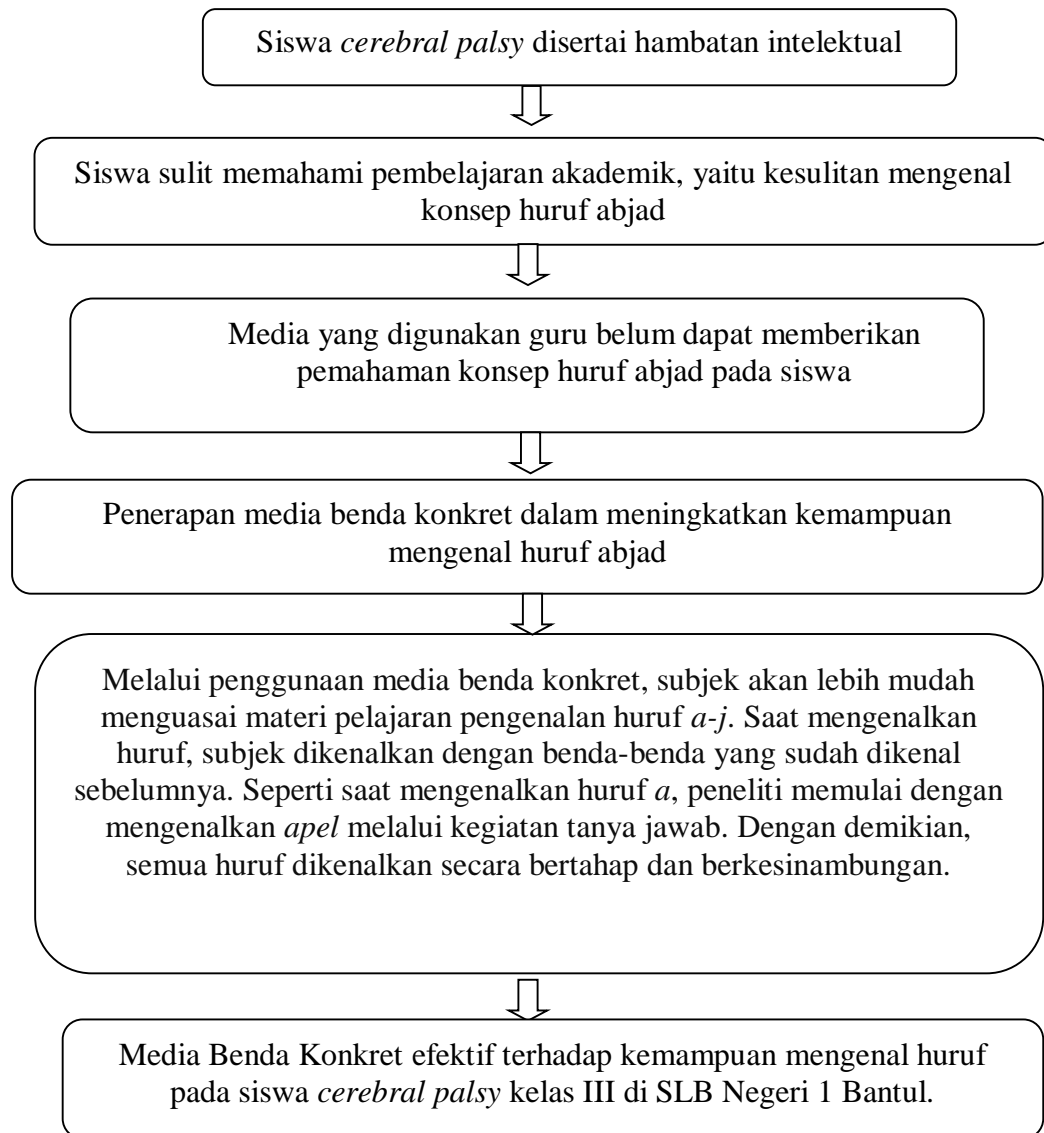 Siswa cerebral palsy disertai hambatan intelektual
Siswa sulit memahami pembelajaran akademik, yaitu kesulitan mengenal
konsep huruf abjad
Media yang digunakan guru belum dapat memberikan
pemahaman konsep huruf abjad pada siswa
Penerapan media benda konkret dalam meningkatkan kemampuan
mengenal huruf abjad
Melalui penggunaan media benda konkret, subjek akan lebih mudah
menguasai materi pelajaran pengenalan huruf a-j. Saat mengenalkan
huruf, subjek dikenalkan dengan benda-benda yang sudah dikenal
sebelumnya. Seperti saat mengenalkan huruf a, peneliti memulai dengan
mengenalkan apel melalui kegiatan tanya jawab. Dengan demikian,
semua huruf dikenalkan secara bertahap dan berkesinambungan.
Media Benda Konkret efektif terhadap kemampuan mengenal huruf
pada siswa cerebral palsy kelas III di SLB Negeri 1 Bantul.